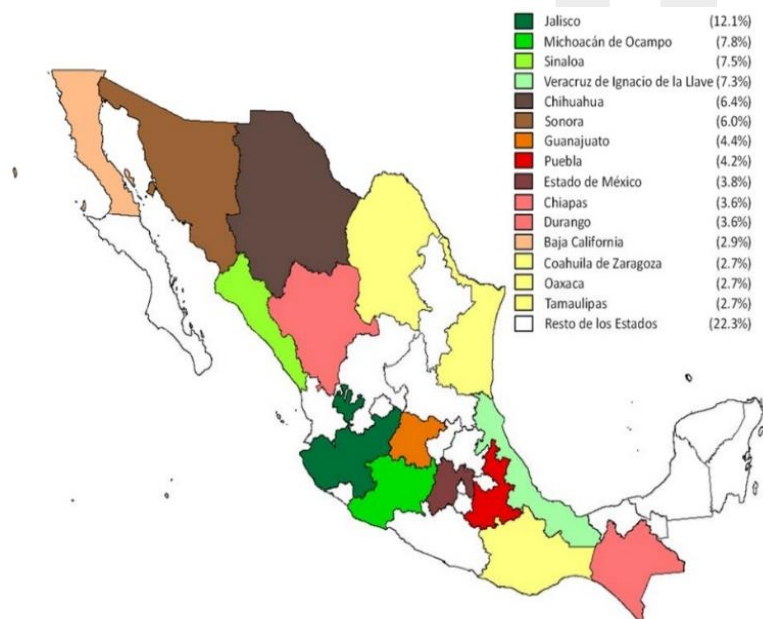 Jalisco (12.1%)
Michoacán de Ocampo (7.8%)
Sinaloa (7.5%)
Veracruz de Ignacio de la Llave (7.3%)
Chihuahua (6.4%)
Sonora (6.0%)
Guanajuato (4.4%)
Puebla (4.2%)
Estado de México (3.8%)
Chiapas (3.6%)
Durango (3.6%)
Baja California (2.9%)
Coahuila de Zaragoza (2.7%)
Oaxaca (2.7%)
Tamaulipas (2.7%)
Resto de los Estados (22.3%)